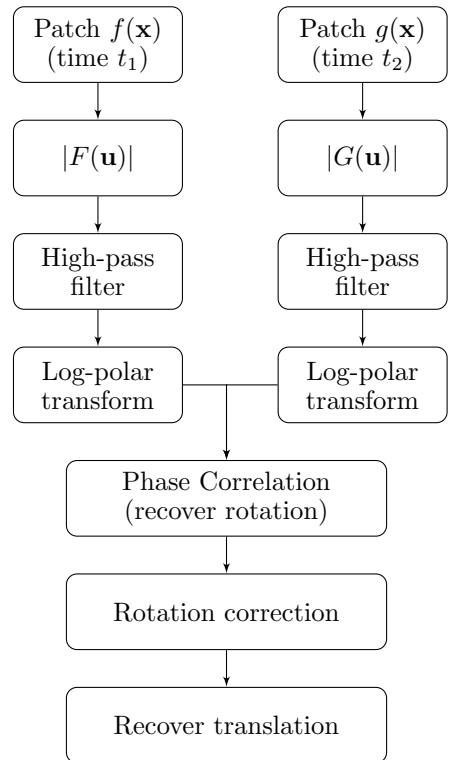 Patch f(x)
(time t₁)
Patch g(x)
(time t₂)
|F(u)|
|G(u)|
High-pass
filter
High-pass
filter
Log-polar
transform
Log-polar
transform
Phase Correlation
(recover rotation)
Rotation correction
Recover translation